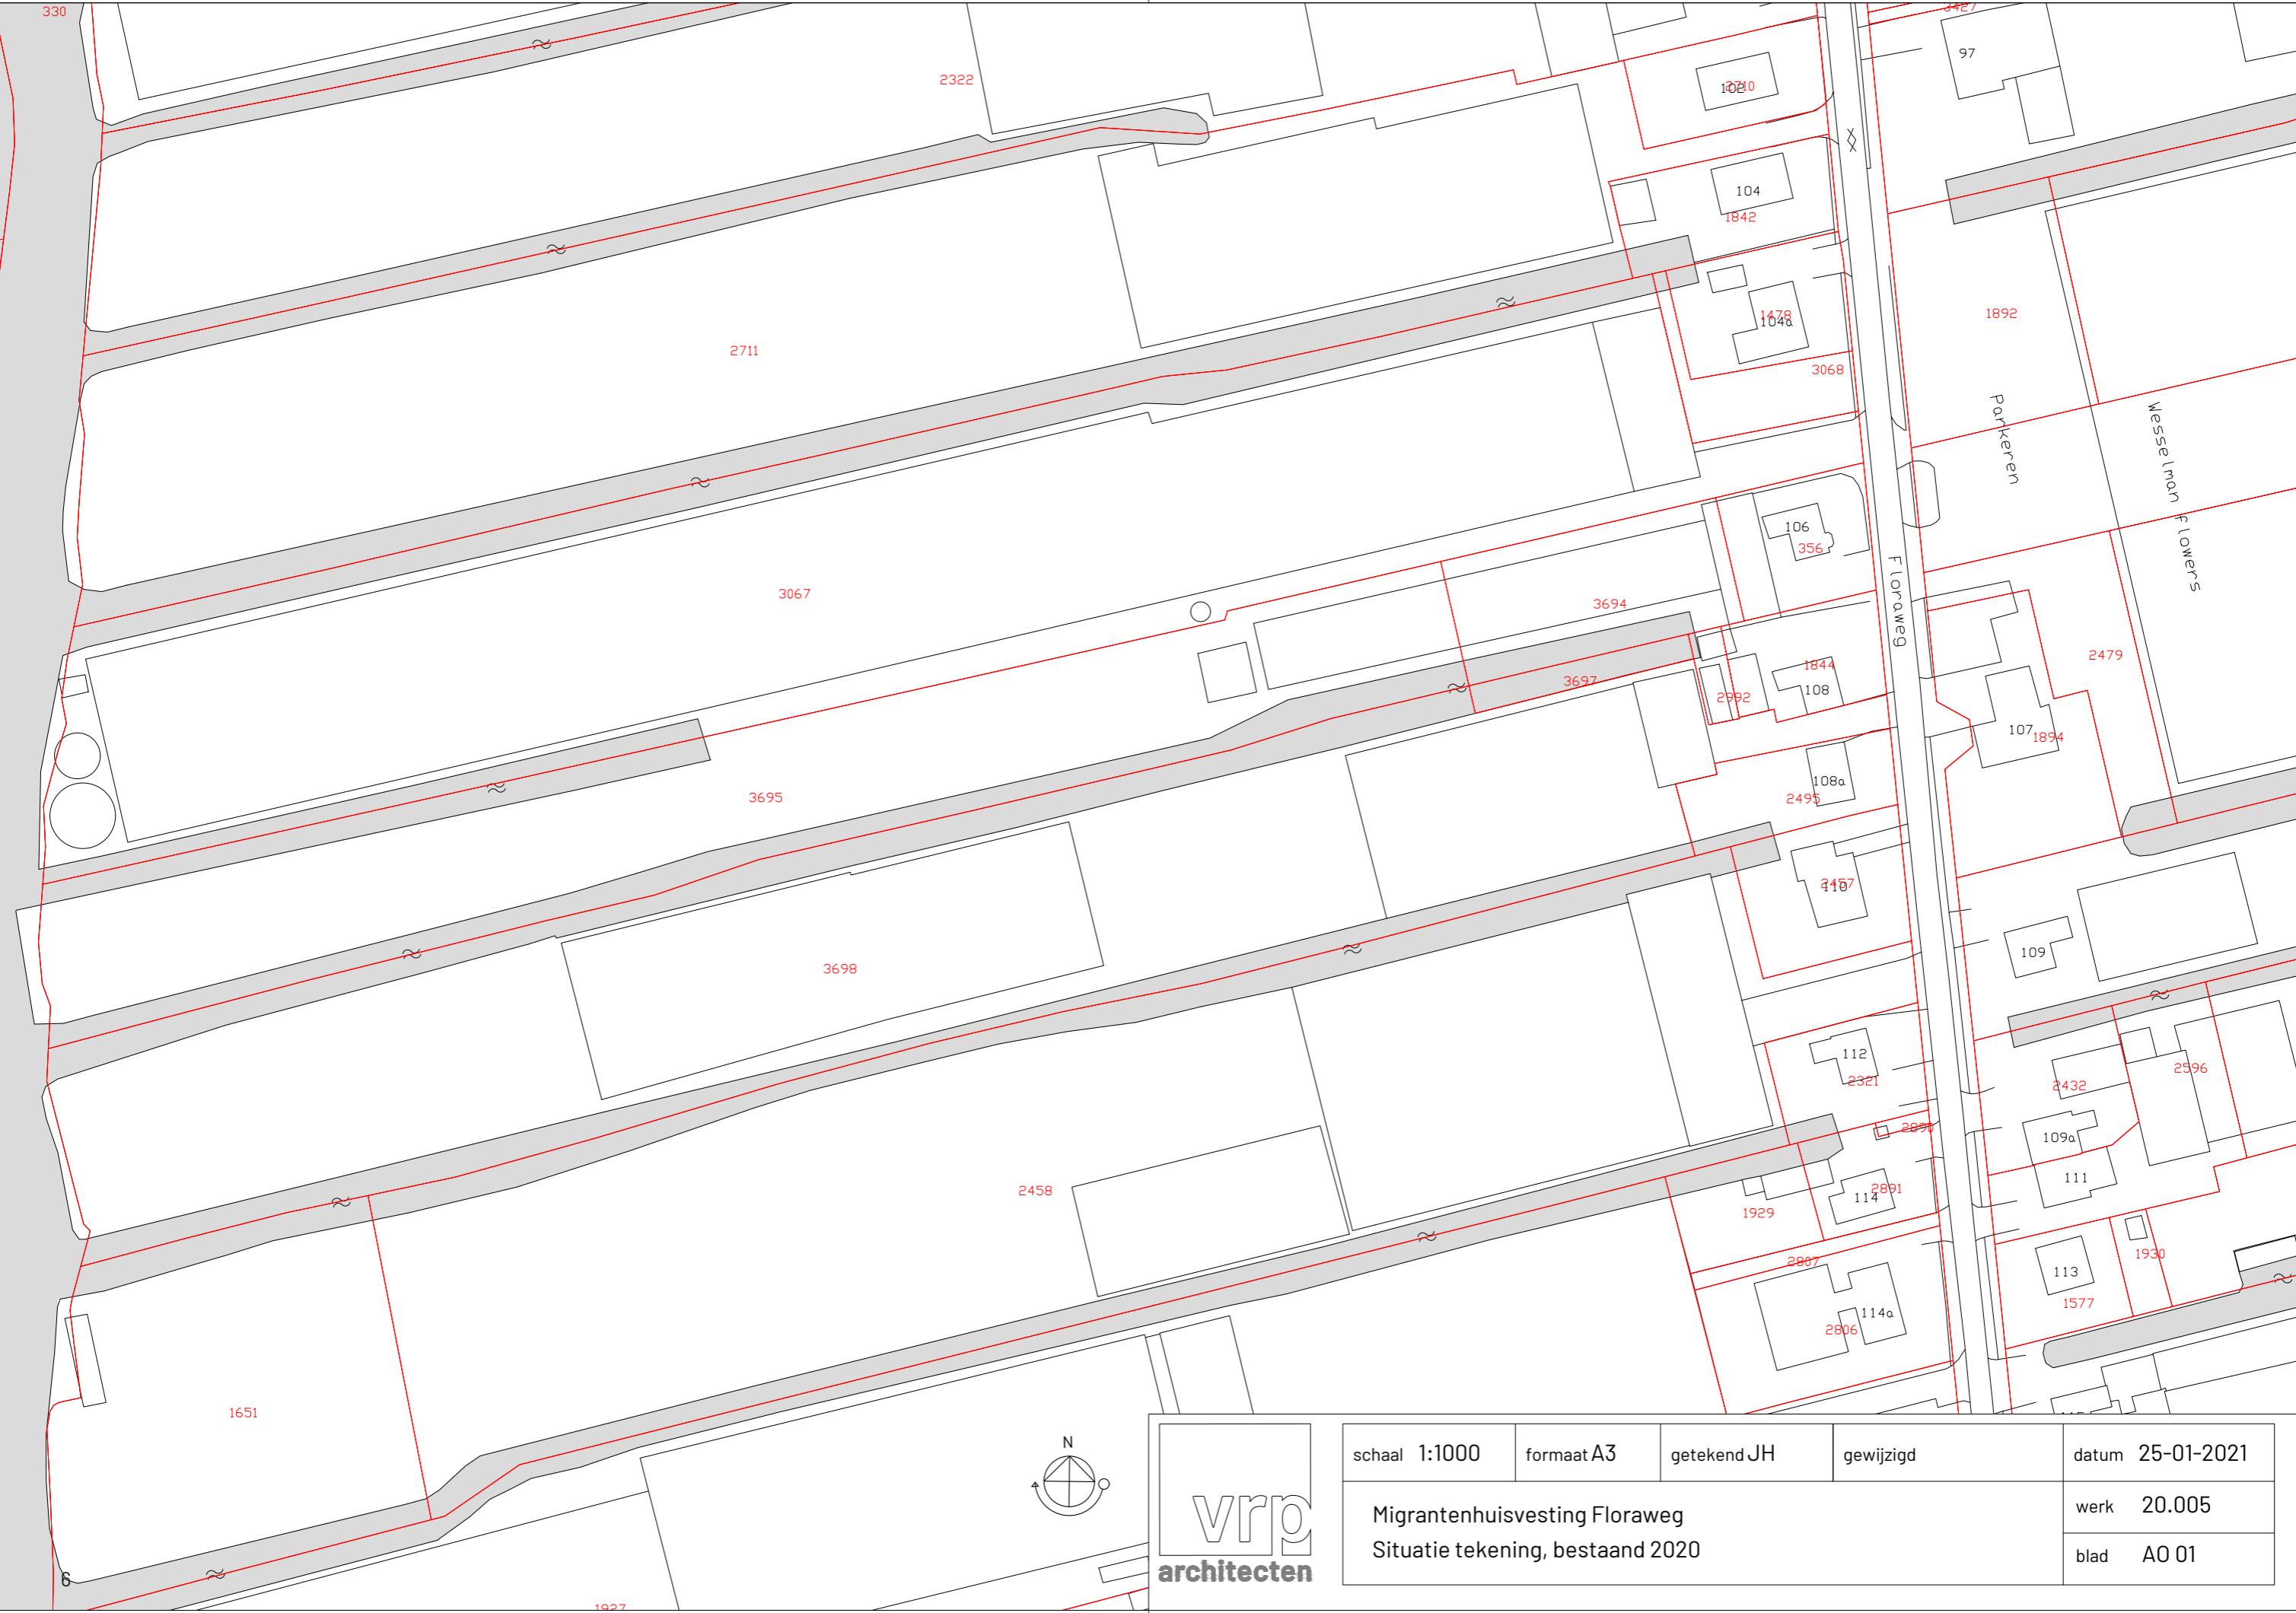 330
3427
97
2322
102
2710
104
1842
1478
104a
1892
2711
3068
Parkeren
Wesselman flowers
106
356
Floraweg
3067
3694
1844
2479
3697
108
2992
107
1894
108a
3695
2495
2457
110
109
3698
112
2596
2321
2432
2890
109a
111
2458
114
2891
1929
2807
1930
113
1577
114a
2806
1651
N
6
1927
vrp
architecten
schaal 1:1000
formaat A3
getekend JH
gewijzigd
datum 25-01-2021
Migrantenhuisvesting Floraweg
Situatie tekening, bestaand 2020
werk 20.005
blad AO 01